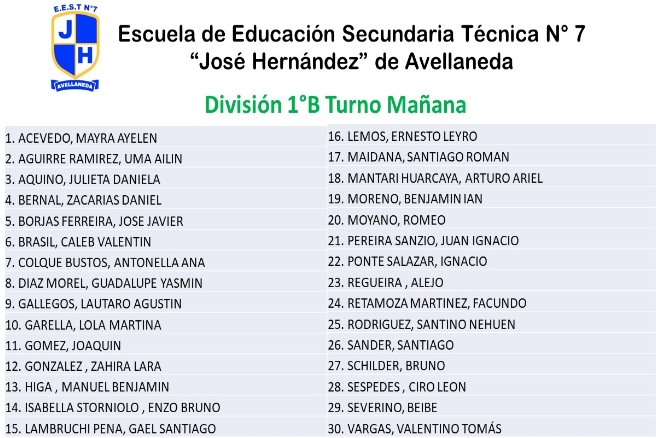 E.E.S.T N°7
J
H
AVELLANEDA
Escuela de Educación Secundaria Técnica N° 7
“José Hernández” de Avellaneda
División 1°B Turno Mañana
1. ACEVEDO, MAYRA AYELEN
2. AGUIRRE RAMIREZ, UMA AILIN
3. AQUINO, JULIETA DANIELA
4. BERNAL, ZACARIAS DANIEL
5. BORJAS FERREIRA, JOSE JAVIER
6. BRASIL, CALEB VALENTIN
7. COLQUE BUSTOS, ANTONELLA ANA
8. DIAZ MOREL, GUADALUPE YASMIN
9. GALLEGOS, LAUTARO AGUSTIN
10. GARELLA, LOLA MARTINA
11. GOMEZ, JOAQUIN
12. GONZALEZ , ZAHIRA LARA
13. HIGA , MANUEL BENJAMIN
14. ISABELLA STORNIOLO , ENZO BRUNO
15. LAMBRUCHI PENA, GAEL SANTIAGO
16. LEMOS, ERNESTO LEYRO
17. MAIDANA, SANTIAGO ROMAN
18. MANTARI HUARCAYA, ARTURO ARIEL
19. MORENO, BENJAMIN IAN
20. MOYANO, ROMEO
21. PEREIRA SANZIO, JUAN IGNACIO
22. PONTE SALAZAR, IGNACIO
23. REGUEIRA , ALEJO
24. RETAMOZA MARTINEZ, FACUNDO
25. RODRIGUEZ, SANTINO NEHUEN
26. SANDER, SANTIAGO
27. SCHILDER, BRUNO
28. SESPEDES , CIRO LEON
29. SEVERINO, BEIBE
30. VARGAS, VALENTINO TOMÁS